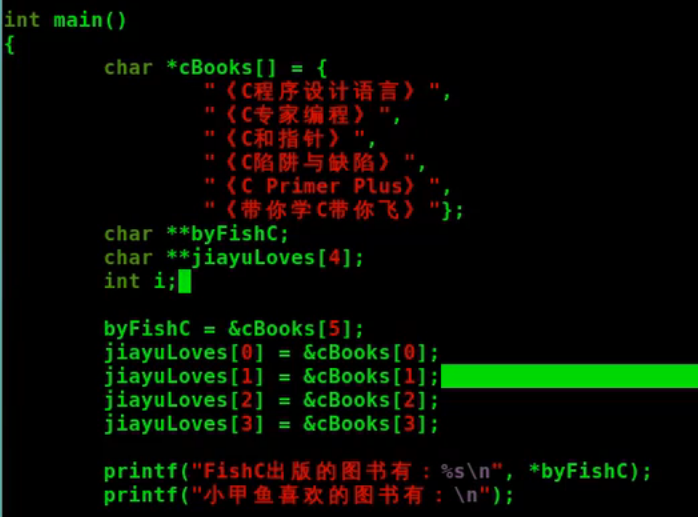 int main()
{
char *cBooks[] = {
"《C程序设计语言》",
"《C专家编程》",
"《C和指针》",
"《C陷阱与缺陷》",
"《C Primer Plus》",
"《带你学C带你飞》"};
char **byFishC;
char **jiayuLoves[4];
int i;
byFishC = &cBooks[5];
jiayuLoves[0] = &cBooks[0];
jiayuLoves[1] = &cBooks[1];
jiayuLoves[2] = &cBooks[2];
jiayuLoves[3] = &cBooks[3];
printf("FishC出版的图书有：%s\n", *byFishC);
printf("小甲鱼喜欢的图书有：\n");